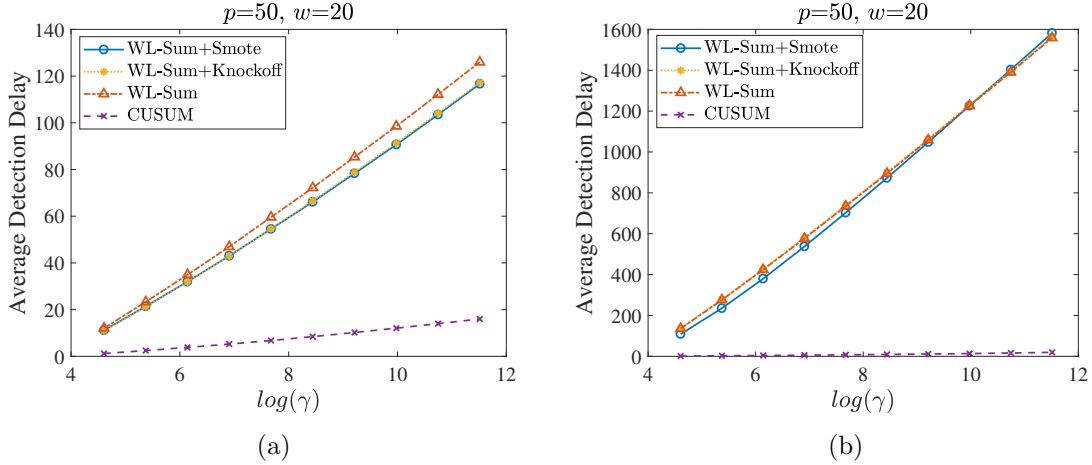 p=50, w=20
140
120
100
80
60
40
20
0
Average Detection Delay
WL-Sum+Smote
WL-Sum+Knockoff
WL-Sum
CUSUM
4
6
8
10
12
log(γ)
(a)
p=50, w=20
1600
1400
1200
1000
800
600
400
200
0
Average Detection Delay
WL-Sum+Smote
WL-Sum+Knockoff
WL-Sum
CUSUM
4
6
8
10
12
log(γ)
(b)